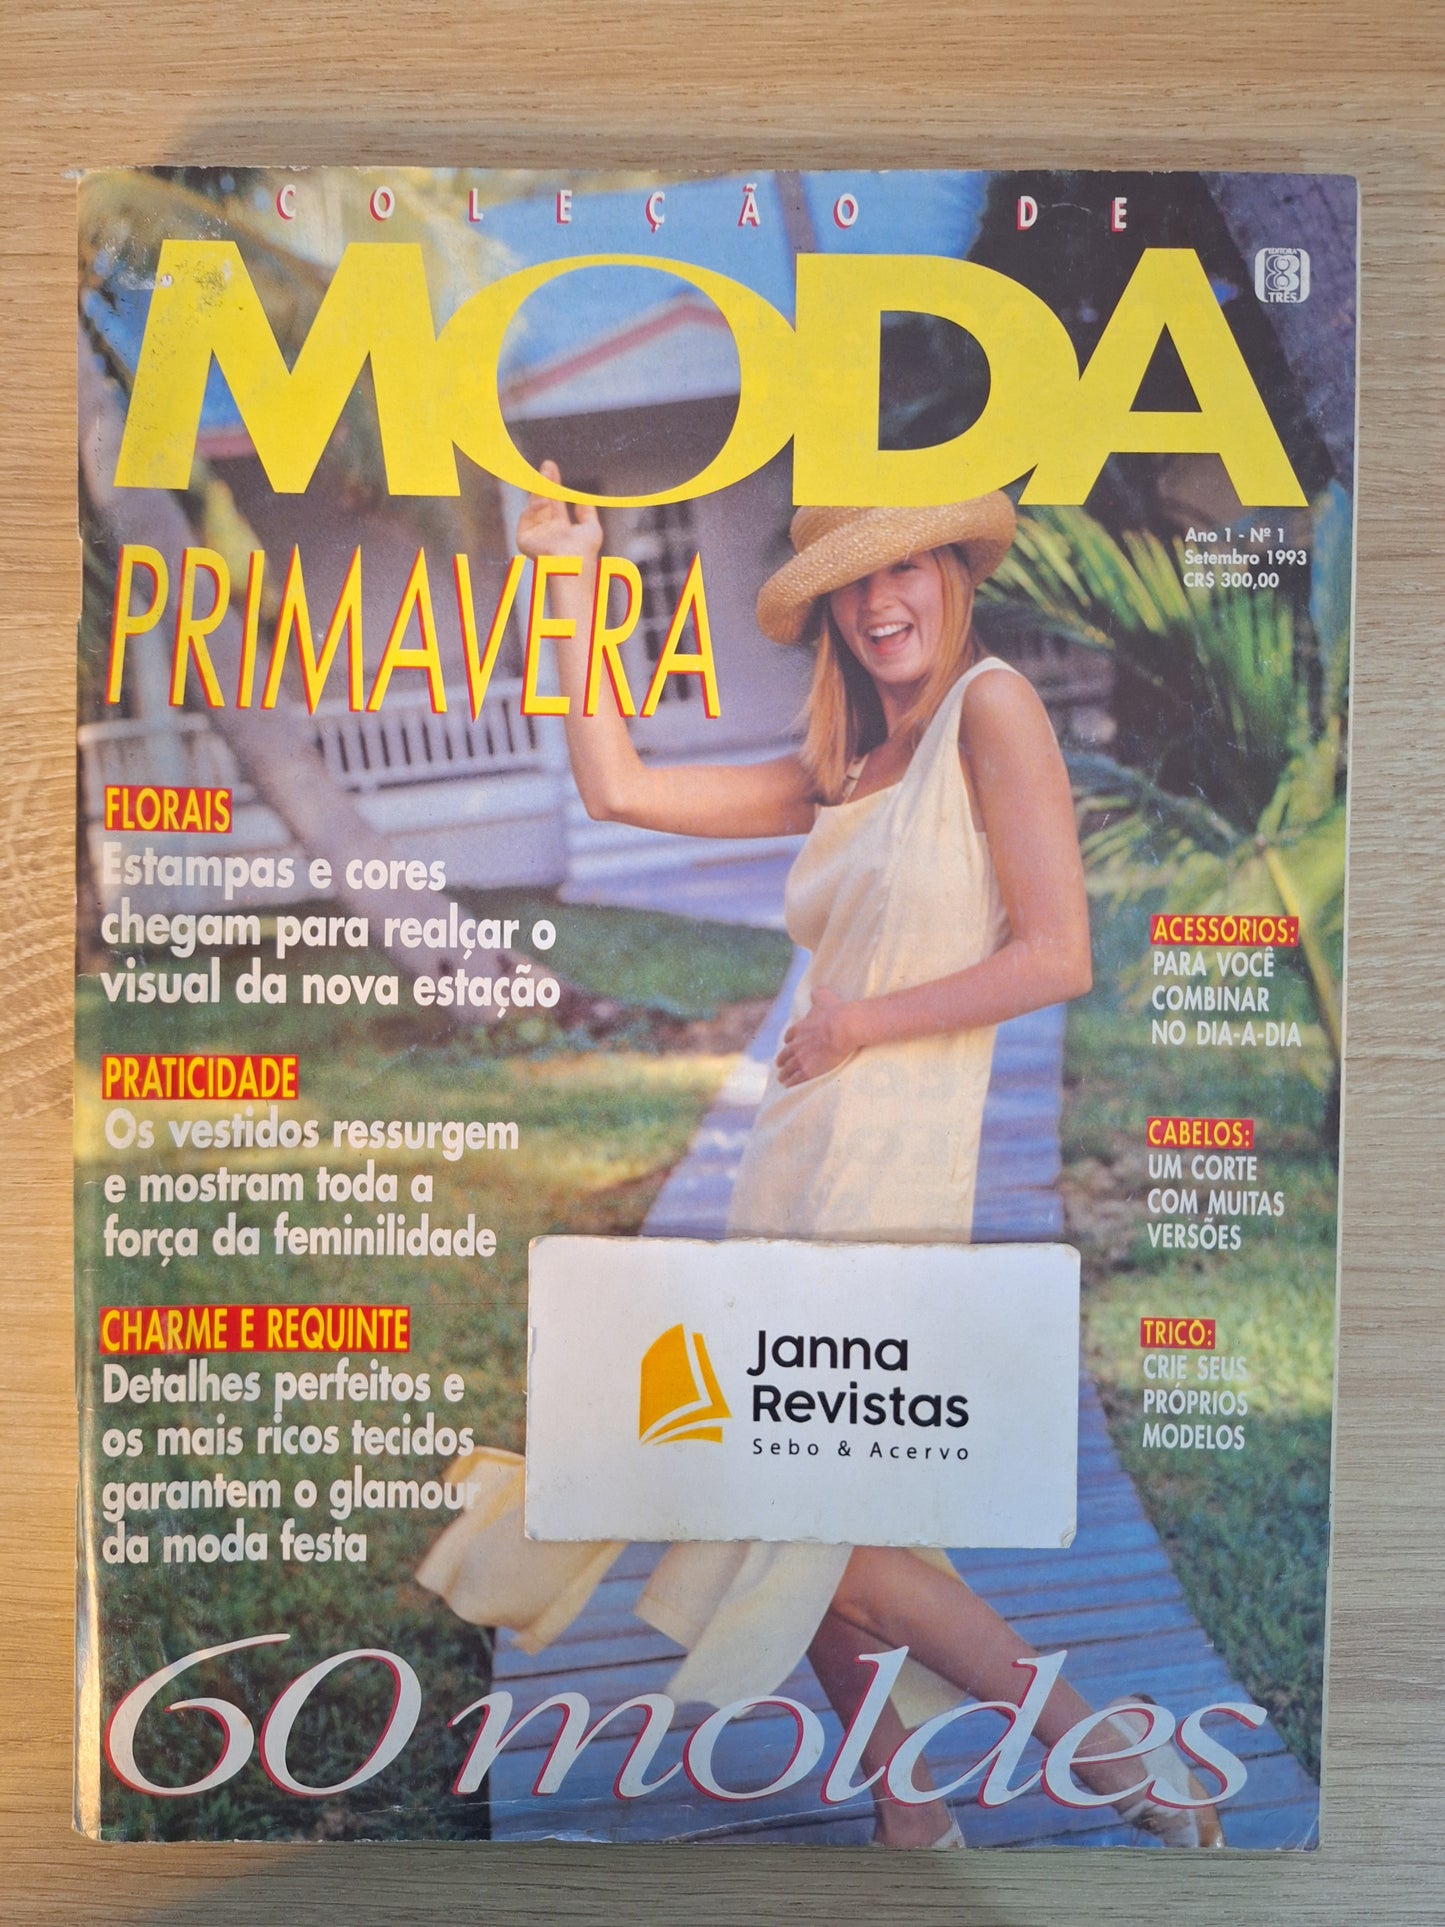 COLEÇÃO DE
MODA
EDITORA
3
TRÊS
Ano 1 - Nº 1
Setembro 1993
CR$ 300,00
PRIMAVERA
FLORAIS
Estampas e cores
chegam para realçar o
visual da nova estação
PRATICIDADE
Os vestidos ressurgem
e mostram toda a
força da feminilidade
CHARME E REQUINTE
Detalhes perfeitos e
os mais ricos tecidos
garantem o glamour
da moda festa
ACESSÓRIOS:
PARA VOCÊ
COMBINAR
NO DIA-A-DIA
CABELOS:
UM CORTE
COM MUITAS
VERSÕES
TRICÔ:
CRIE SEUS
PRÓPRIOS
MODELOS
Janna
Revistas
Sebo & Acervo
60 moldes